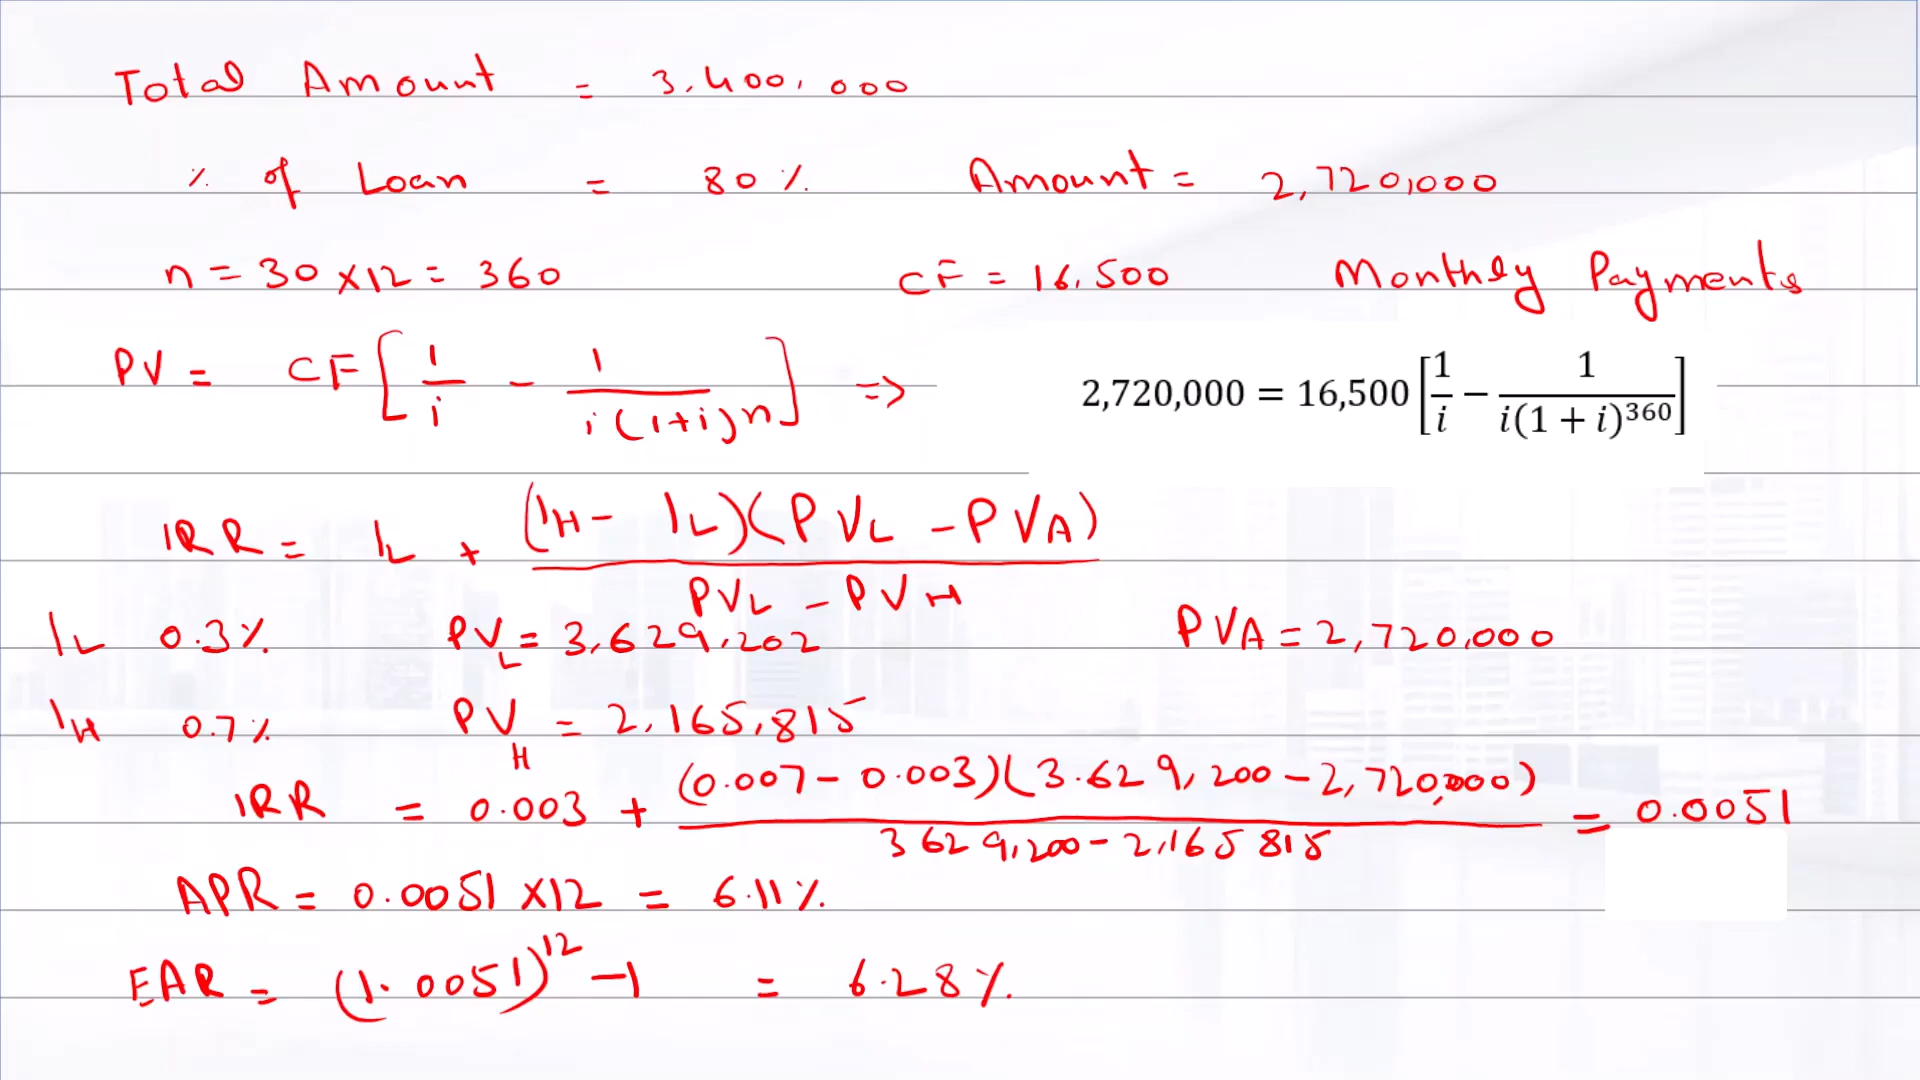 Total Amount = 3,400,000
% of Loan = 80% Amount = 2,720,000
n = 30 x 12 = 360 CF = 16,500 Monthly Payments
PV = CF [ 1/i - 1/i(1+i)n ] => 2,720,000 = 16,500 [ 1/i − 1/i(1 + i)^360 ]
IRR = IL + (IH - IL)(PVL - PVA) / PVL - PVH
IL 0.3% PVL = 3,629,202 PVA = 2,720,000
IH 0.7% PVH = 2,165,815
IRR = 0.003 + (0.007 - 0.003)(3.629,200 - 2,720,000) / 3629,200 - 2,165 815 = 0.0051
APR = 0.0051 x12 = 6.11%
EAR = (1.0051)^12 - 1 = 6.28%